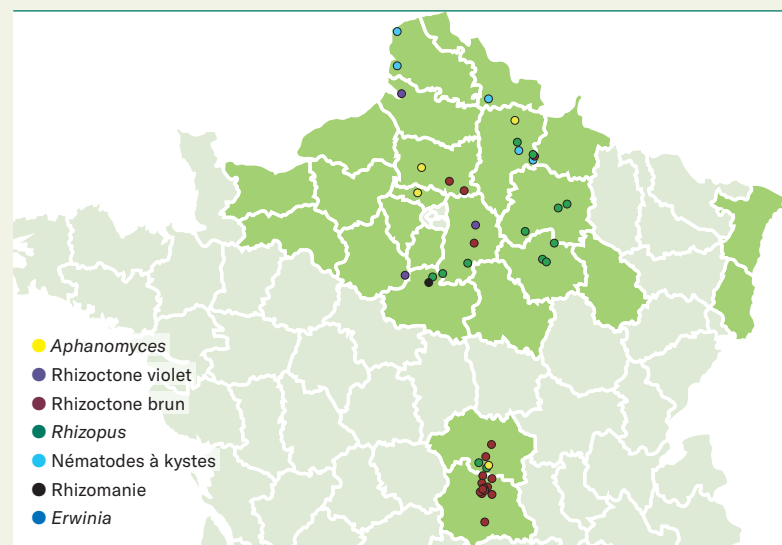 Aphanomyces
Rhizoctone violet
Rhizoctone brun
Rhizopus
Nématodes à kystes
Rhizomanie
Erwinia